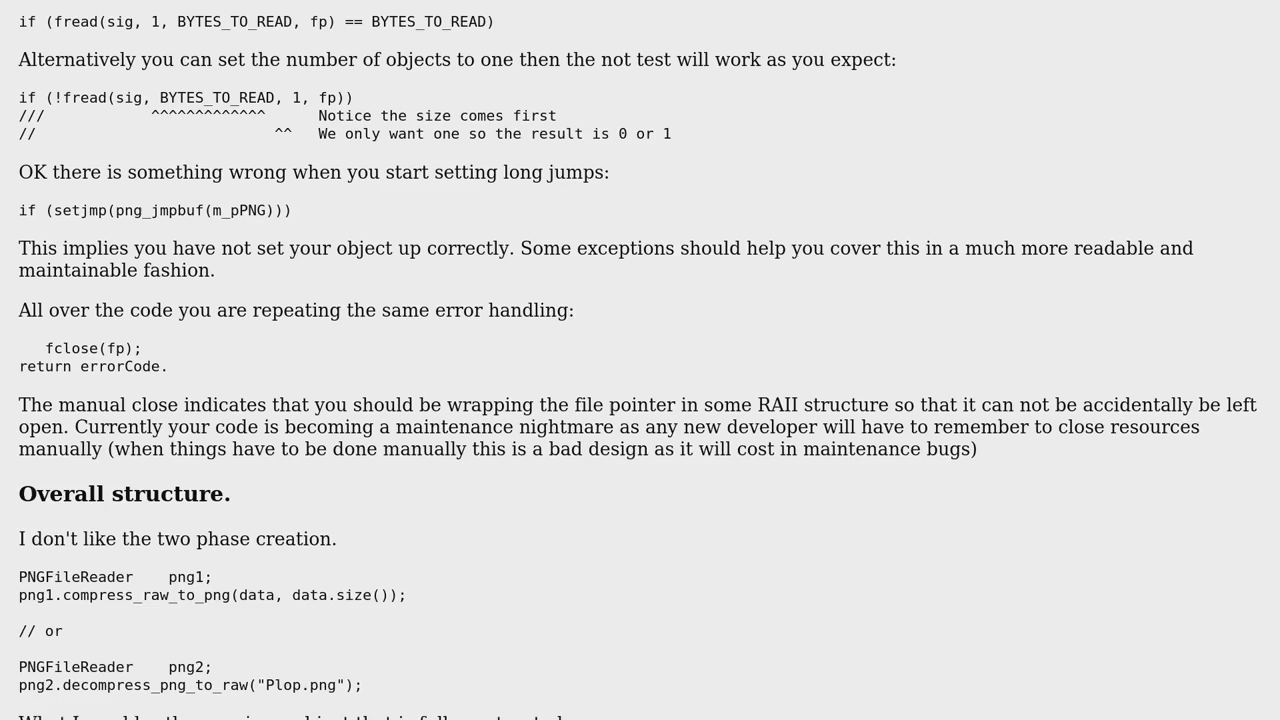 if (fread(sig, 1, BYTES_TO_READ, fp) == BYTES_TO_READ)
Alternatively you can set the number of objects to one then the not test will work as you expect:
if (!fread(sig, BYTES_TO_READ, 1, fp))
///            ^^^^^^^^^^^^^      Notice the size comes first
//                           ^^   We only want one so the result is 0 or 1
OK there is something wrong when you start setting long jumps:
if (setjmp(png_jmpbuf(m_pPNG)))
This implies you have not set your object up correctly. Some exceptions should help you cover this in a much more readable and
maintainable fashion.
All over the code you are repeating the same error handling:
   fclose(fp);
return errorCode.
The manual close indicates that you should be wrapping the file pointer in some RAII structure so that it can not be accidentally be left
open. Currently your code is becoming a maintenance nightmare as any new developer will have to remember to close resources
manually (when things have to be done manually this is a bad design as it will cost in maintenance bugs)
Overall structure.
I don't like the two phase creation.
PNGFileReader    png1;
png1.compress_raw_to_png(data, data.size());
// or
PNGFileReader    png2;
png2.decompress_png_to_raw("Plop.png");